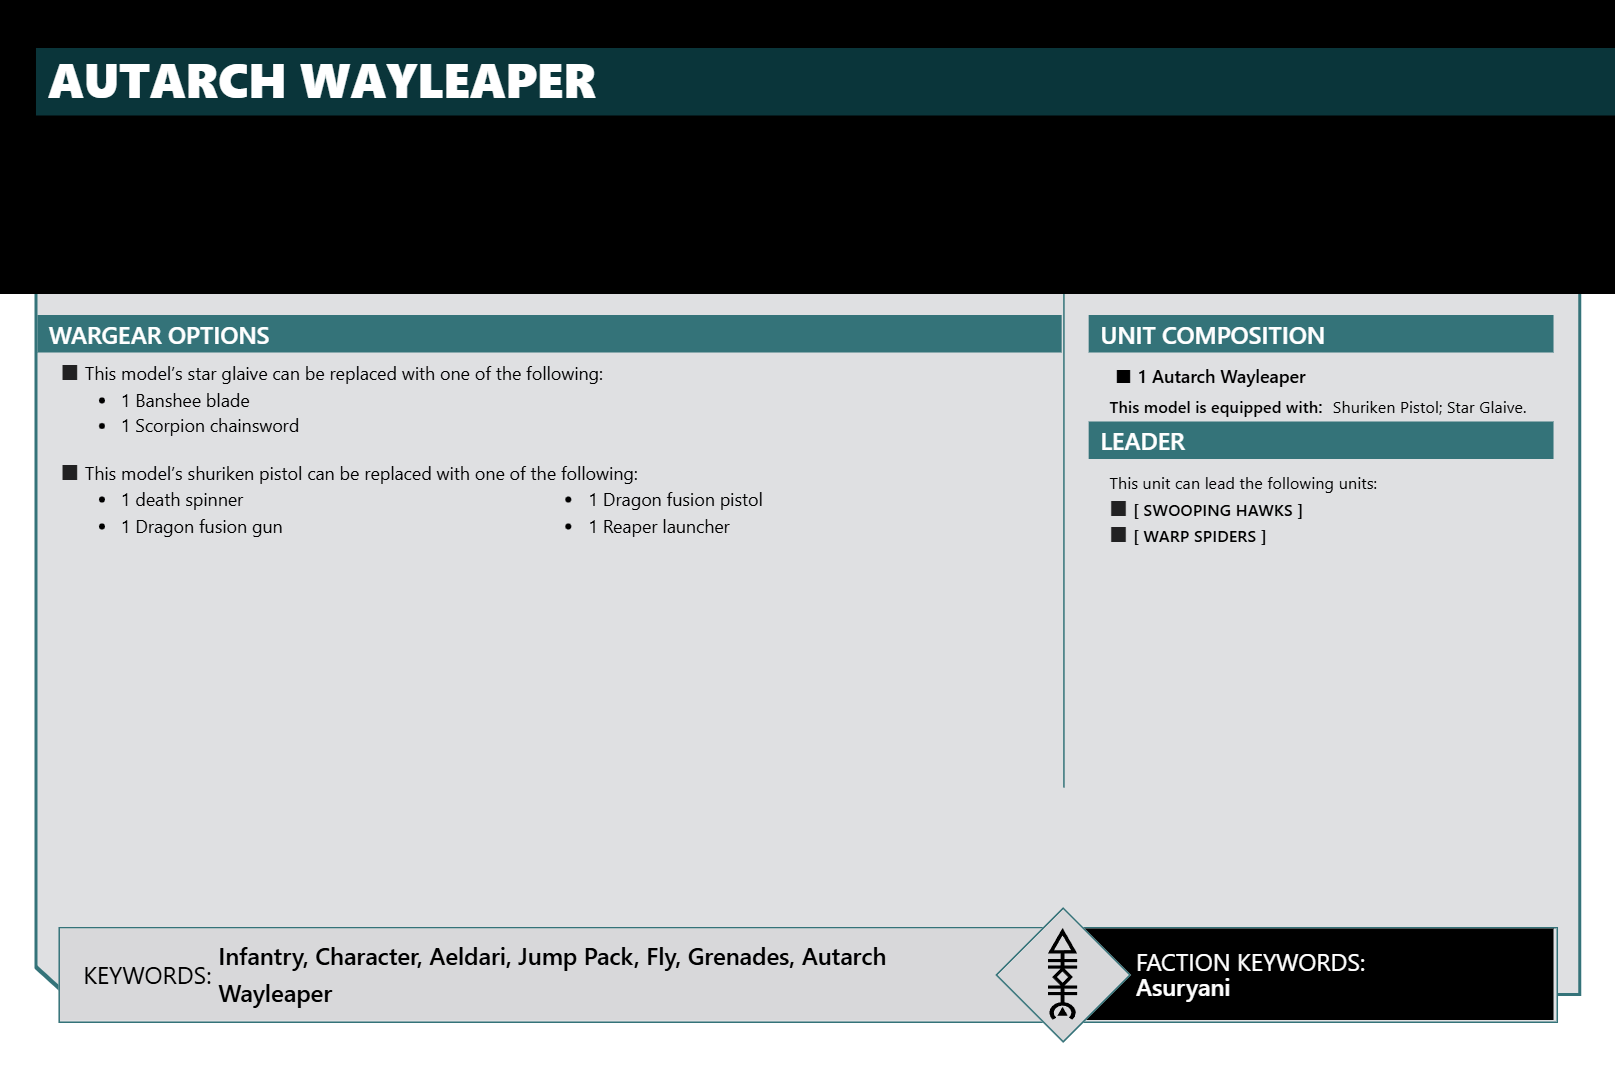 AUTARCH WAYLEAPER
WARGEAR OPTIONS
■ This model's star glaive can be replaced with one of the following:
• 1 Banshee blade
• 1 Scorpion chainsword
■ This model's shuriken pistol can be replaced with one of the following:
• 1 death spinner
• 1 Dragon fusion gun
• 1 Dragon fusion pistol
• 1 Reaper launcher
UNIT COMPOSITION
■ 1 Autarch Wayleaper
This model is equipped with: Shuriken Pistol; Star Glaive.
LEADER
This unit can lead the following units:
■ [ SWOOPING HAWKS ]
■ [ WARP SPIDERS ]
KEYWORDS: Infantry, Character, Aeldari, Jump Pack, Fly, Grenades, Autarch
Wayleaper
FACTION KEYWORDS:
Asuryani